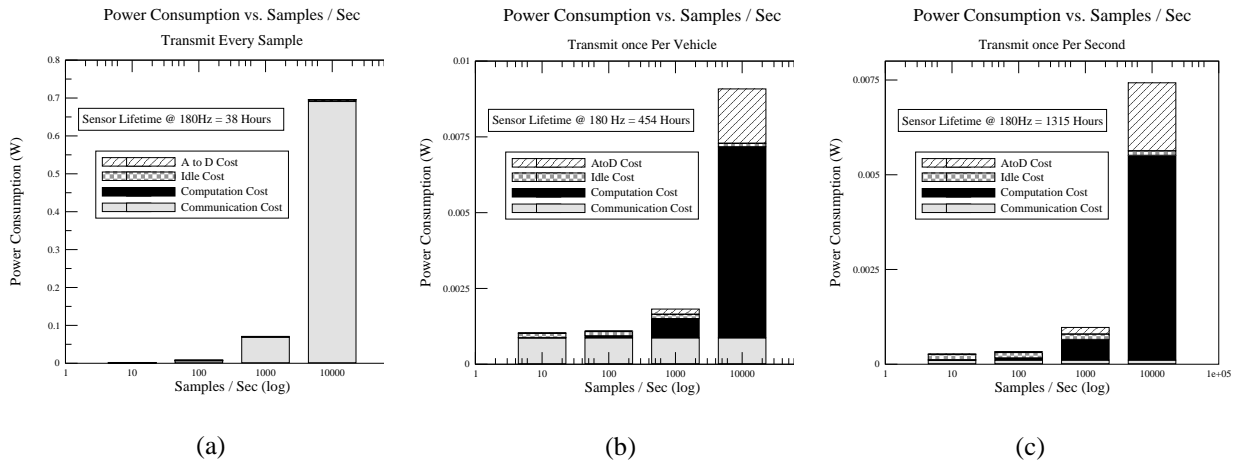 Power Consumption vs. Samples / Sec
Transmit Every Sample
0.8
0.7
0.6
0.5
0.4
0.3
0.2
0.1
0
Power Consumption (W)
Sensor Lifetime @ 180Hz = 38 Hours
A to D Cost
Idle Cost
Computation Cost
Communication Cost
1
10
100
1000
10000
Samples / Sec (log)
(a)
Power Consumption vs. Samples / Sec
Transmit once Per Vehicle
0.01
0.0075
0.005
0.0025
0
Power Consumption (W)
Sensor Lifetime @ 180 Hz = 454 Hours
AtoD Cost
Idle Cost
Computation Cost
Communication Cost
1
10
100
1000
10000
Samples / Sec (log)
(b)
Power Consumption vs. Samples / Sec
Transmit once Per Second
0.0075
0.005
0.0025
0
Power Consumption (W)
Sensor Lifetime @ 180Hz = 1315 Hours
AtoD Cost
Idle Cost
Computation Cost
Communication Cost
1
10
100
1000
10000
1e+05
Samples / Sec (log)
(c)